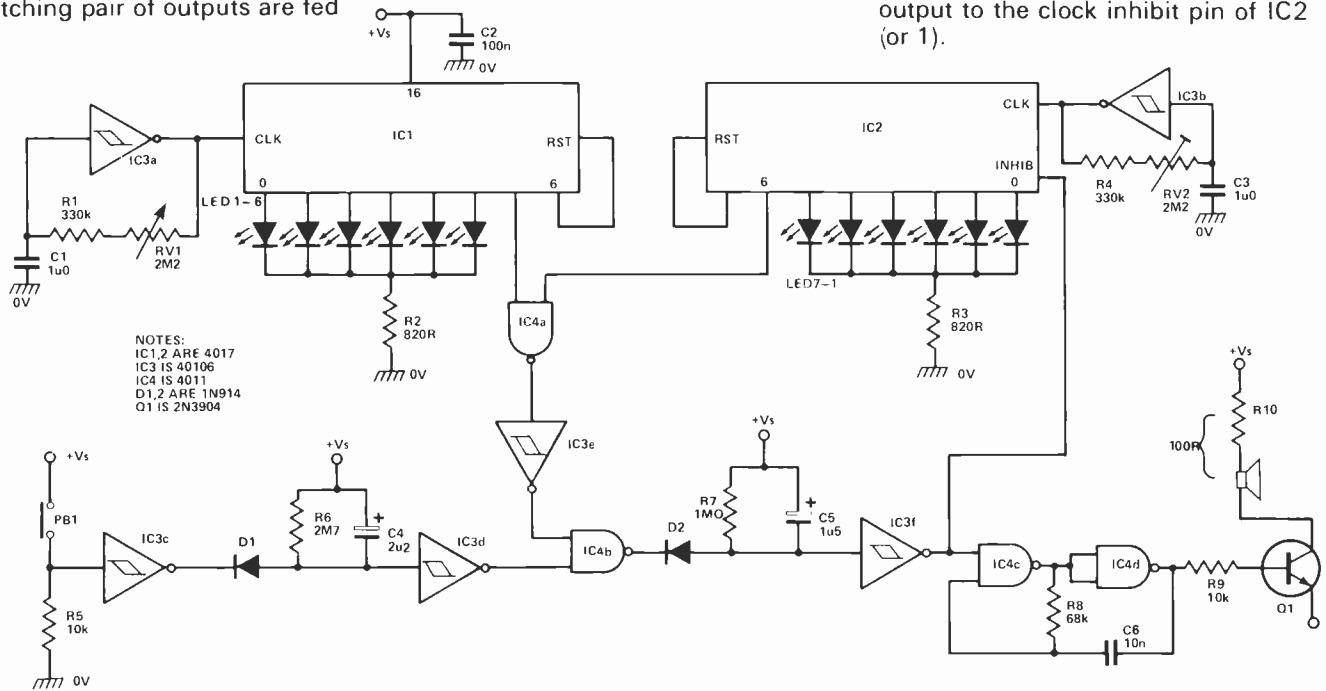 tching pair of outputs are fed
output to the clock inhibit pin of IC2
(or 1).
+Vs
C2
100n
0V
16
CLK
IC1
RST
0
6
IC3a
R1
330k
RV1
2M2
C1
1u0
0V
LED1-6
R2
820R
0V
RST
IC2
CLK
INHIB
6
0
IC3b
R4
330k
RV2
2M2
C3
1u0
0V
LED7-1
R3
820R
0V
IC4a
NOTES:
IC1,2 ARE 4017
IC3 IS 40106
IC4 IS 4011
D1,2 ARE 1N914
Q1 IS 2N3904
IC3e
+Vs
PB1
R5
10k
0V
IC3c
D1
+Vs
R6
2M7
+
C4
2u2
IC3d
IC4b
D2
+Vs
R7
1M0
+
C5
1u5
IC3f
IC4c
IC4d
R8
68k
C6
10n
R9
10k
+Vs
R10
100R
Q1